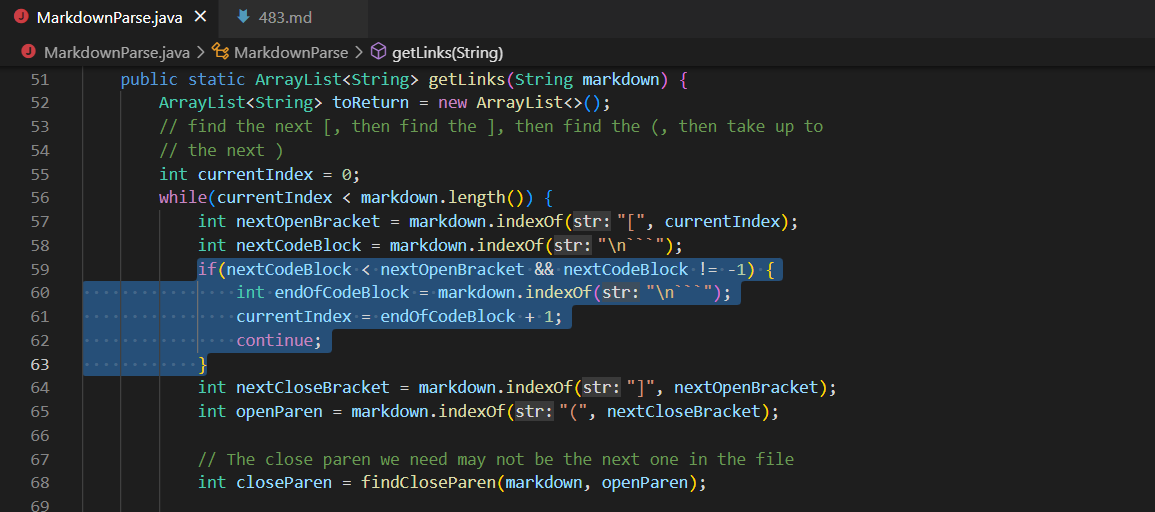 MarkdownParse.java × 483.md
MarkdownParse.java > MarkdownParse > getLinks(String)
51 public static ArrayList<String> getLinks(String markdown) {
52 ArrayList<String> toReturn = new ArrayList<>();
53 // find the next [, then find the ], then find the (, then take up to
54 // the next )
55 int currentIndex = 0;
56 while(currentIndex < markdown.length()) {
57 int nextOpenBracket = markdown.indexOf(str: "[", currentIndex);
58 int nextCodeBlock = markdown.indexOf(str: "\n```");
59 if(nextCodeBlock < nextOpenBracket && nextCodeBlock != -1) {
60 int endOfCodeBlock = markdown.indexOf(str: "\n```");
61 currentIndex = endOfCodeBlock + 1;
62 continue;
63 }
64 int nextCloseBracket = markdown.indexOf(str: "]", nextOpenBracket);
65 int openParen = markdown.indexOf(str: "(", nextCloseBracket);
66
67 // The close paren we need may not be the next one in the file
68 int closeParen = findCloseParen(markdown, openParen);
69